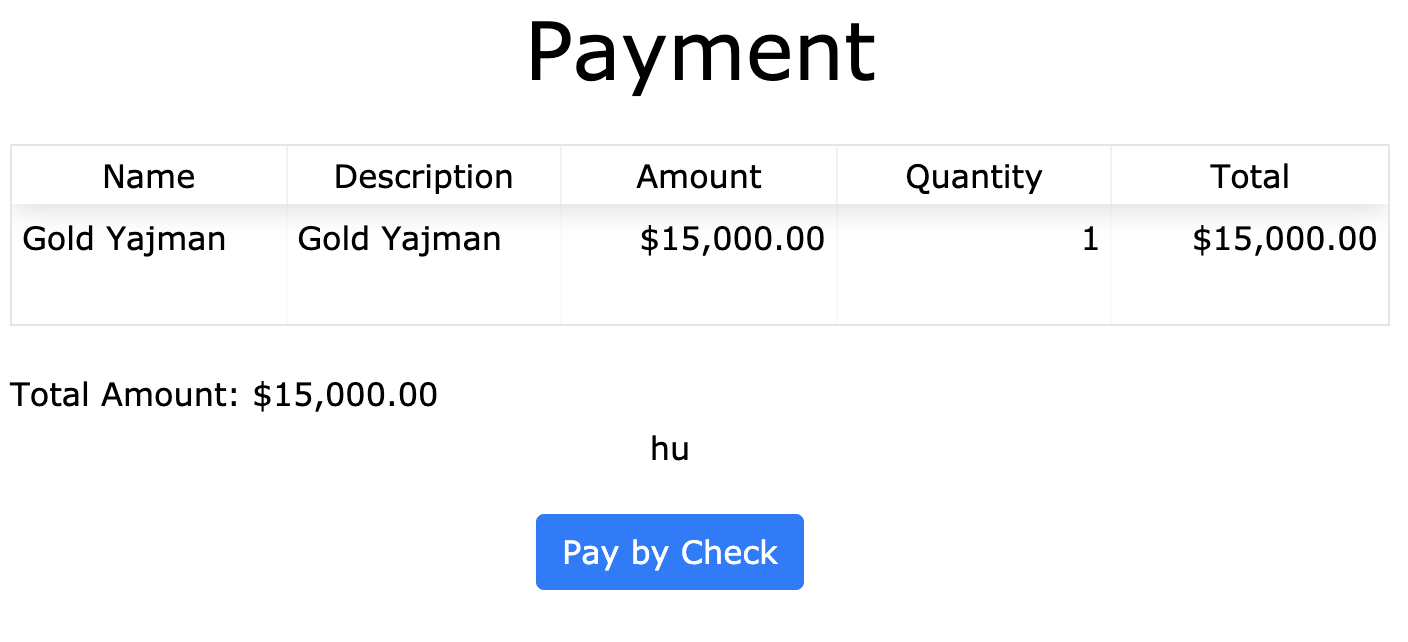 Payment
Name Description Amount Quantity Total
Gold Yajman Gold Yajman $15,000.00 1 $15,000.00
Total Amount: $15,000.00
hu
Pay by Check